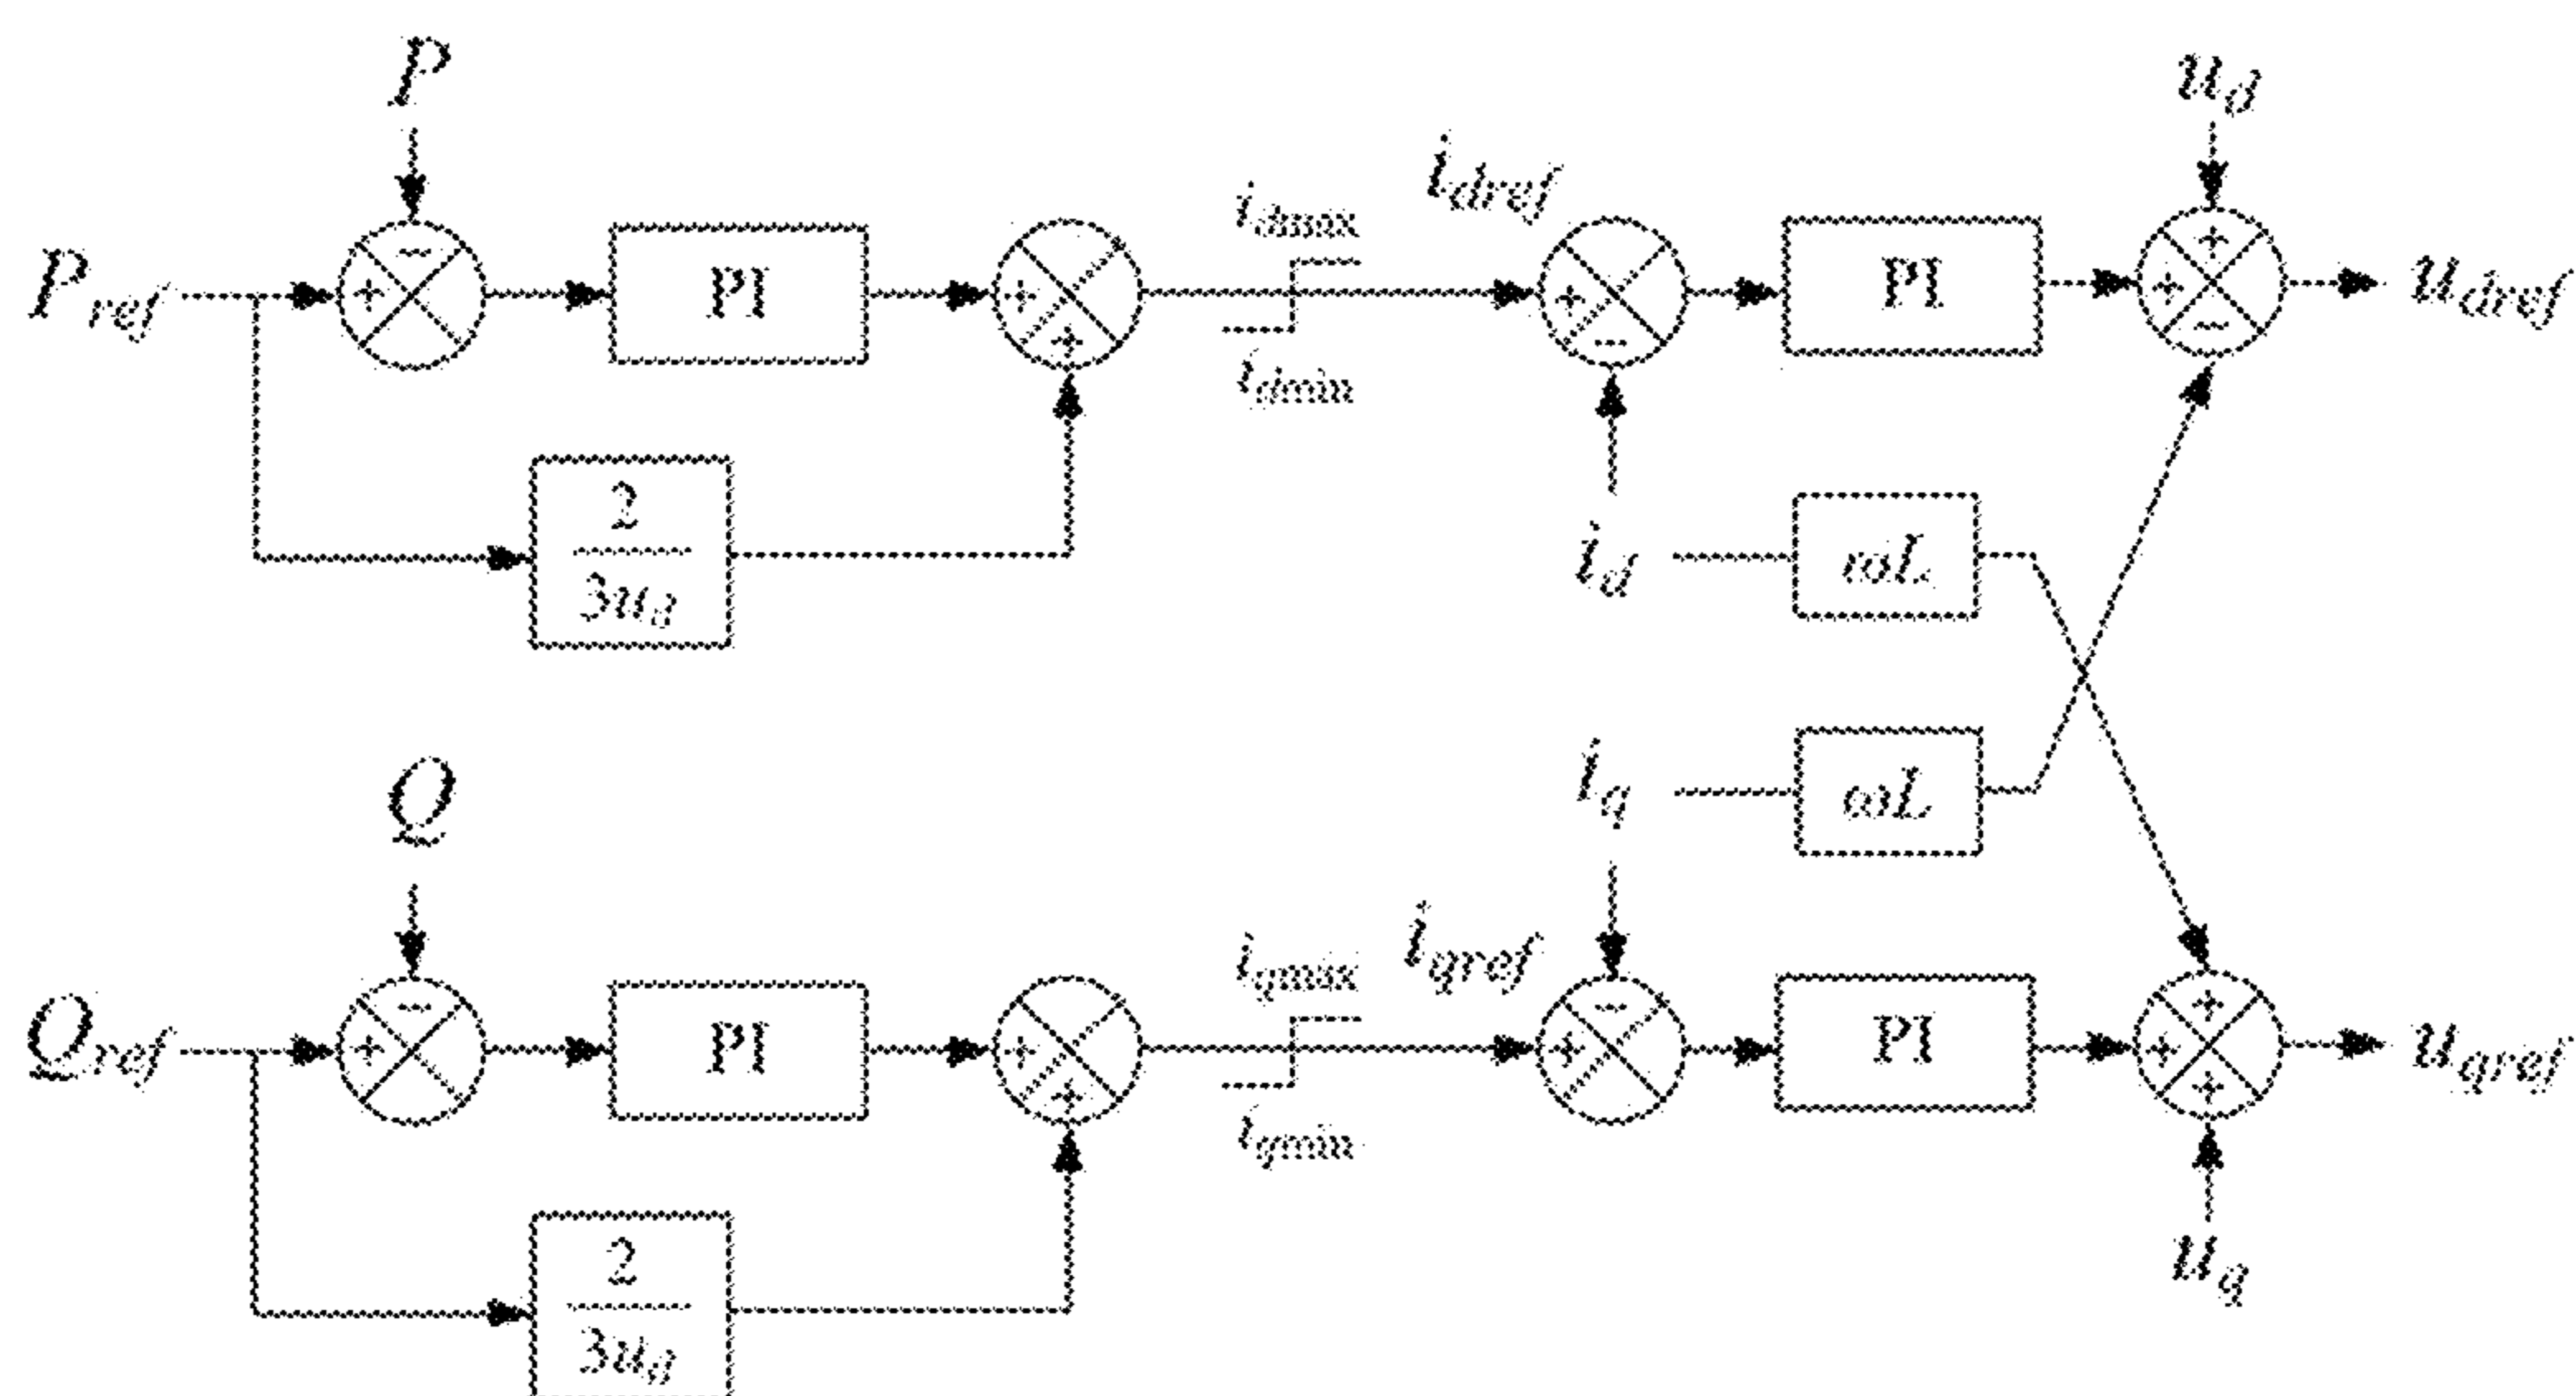 P
u_d
P_ref
−
+
PI
+
+
i_dmax
i_dmin
i_dref
+
−
PI
+
+
−
u_dref
2
3u_d
i_d
ωL
i_q
ωL
Q
Q_ref
−
+
PI
+
+
i_qmax
i_qmin
i_qref
−
+
PI
+
+
+
u_qref
2
3u_d
u_q